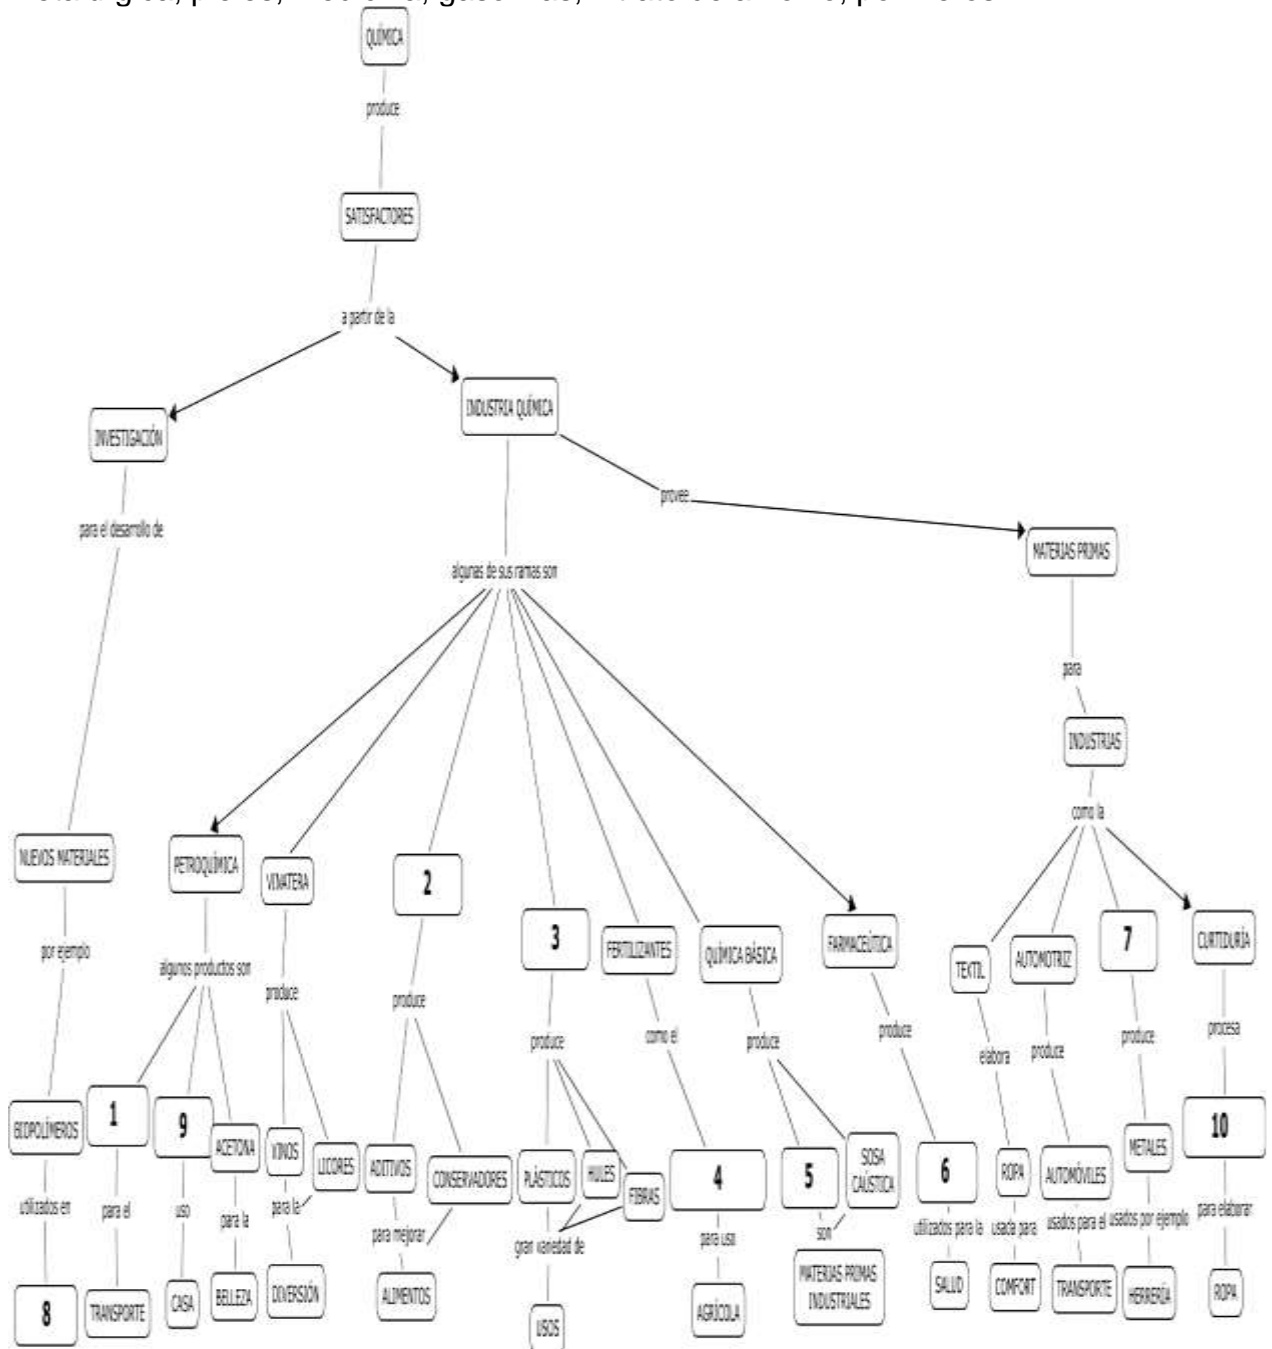 QUÍMICA
produce
SATISFACTORES
a partir de la
INDUSTRIA QUÍMICA
INVESTIGACIÓN
provee
para el desarrollo de
MATERIAS PRIMAS
algunas de sus ramas son
para
INDUSTRIAS
como la
NUEVOS MATERIALES
PETROQUÍMICA
VINATERA
2
3
FERTILIZANTES
QUÍMICA BÁSICA
FARMACEÚTICA
TEXTIL
AUTOMOTRIZ
7
CURTIDURÍA
por ejemplo
algunos productos son
produce
produce
produce
como el
produce
produce
elabora
produce
produce
procesa
BIOPOLÍMEROS
1
9
ACETONA
VINOS
LICORES
ADITIVOS
CONSERVADORES
PLÁSTICOS
HULES
FIBRAS
4
5
SOSA
CAÚSTICA
6
ROPA
AUTOMÓVILES
METALES
10
utilizados en
para el
uso
para la
para la
para mejorar
gran variedad de
para uso
son
utilizados para la
usada para
usados para el
usados por ejemplo
para elaborar
8
TRANSPORTE
CASA
BELLEZA
DIVERSIÓN
ALIMENTOS
USOS
AGRÍCOLA
MATERIAS PRIMAS
INDUSTRIALES
SALUD
COMFORT
TRANSPORTE
HERRERÍA
ROPA